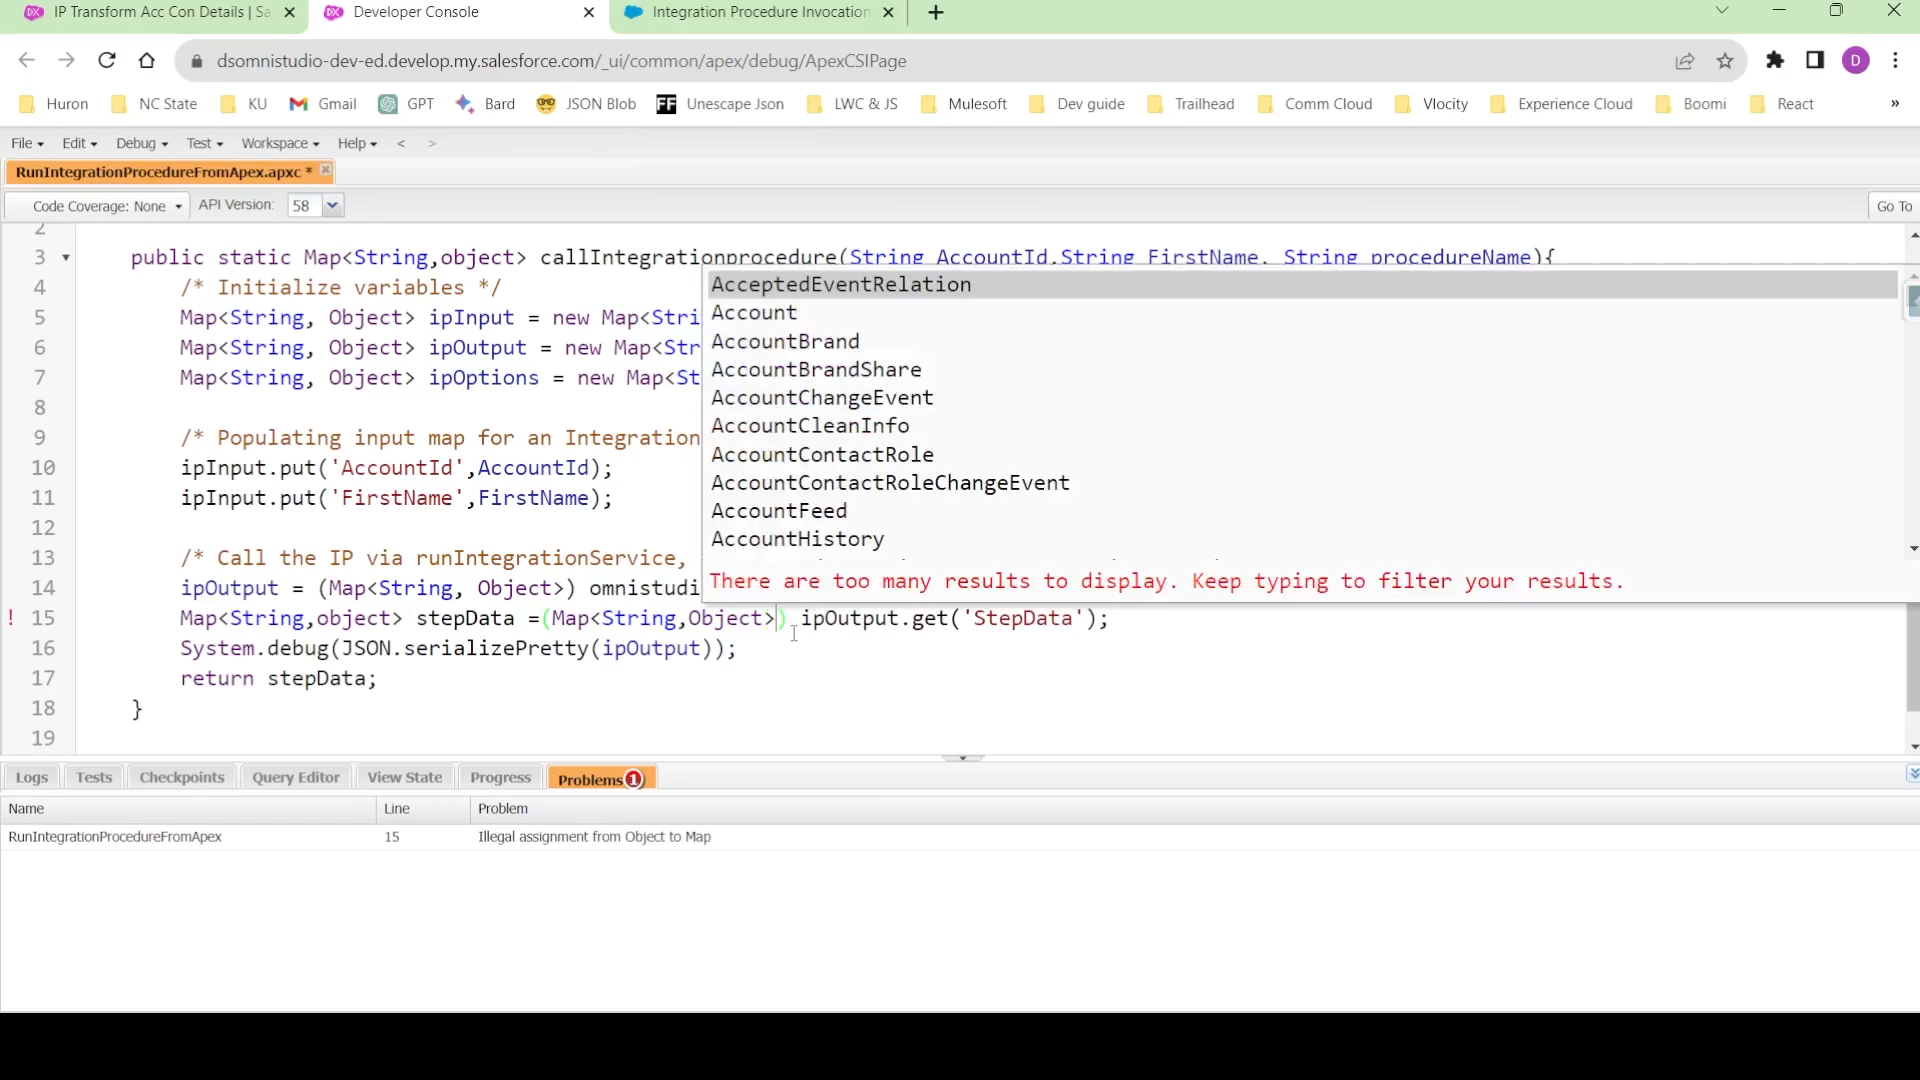 IP Transform Acc Con Details | Sa
Developer Console
Integration Procedure Invocation
dsomnistudio-dev-ed.develop.my.salesforce.com/_ui/common/apex/debug/ApexCSIPage
D
Huron
NC State
KU
Gmail
GPT
Bard
JSON Blob
FF Unescape Json
LWC & JS
Mulesoft
Dev guide
Trailhead
Comm Cloud
Vlocity
Experience Cloud
Boomi
React
»
File Edit Debug Test Workspace Help < >
RunIntegrationProcedureFromApex.apxc *
Code Coverage: None API Version: 58 Go To
2
3 public static Map<String,object> callIntegrationprocedure(String AccountId,String FirstName, String procedureName){
4 /* Initialize variables */
5 Map<String, Object> ipInput = new Map<Stri
6 Map<String, Object> ipOutput = new Map<Str
7 Map<String, Object> ipOptions = new Map<St
8
9 /* Populating input map for an Integration
10 ipInput.put('AccountId',AccountId);
11 ipInput.put('FirstName',FirstName);
12
13 /* Call the IP via runIntegrationService,
14 ipOutput = (Map<String, Object>) omnistudi
! 15 Map<String,object> stepData =(Map<String,Object>) ipOutput.get('StepData');
16 System.debug(JSON.serializePretty(ipOutput));
17 return stepData;
18 }
19
AcceptedEventRelation
Account
AccountBrand
AccountBrandShare
AccountChangeEvent
AccountCleanInfo
AccountContactRole
AccountContactRoleChangeEvent
AccountFeed
AccountHistory
There are too many results to display. Keep typing to filter your results.
Logs Tests Checkpoints Query Editor View State Progress Problems 1
Name Line Problem
RunIntegrationProcedureFromApex 15 Illegal assignment from Object to Map